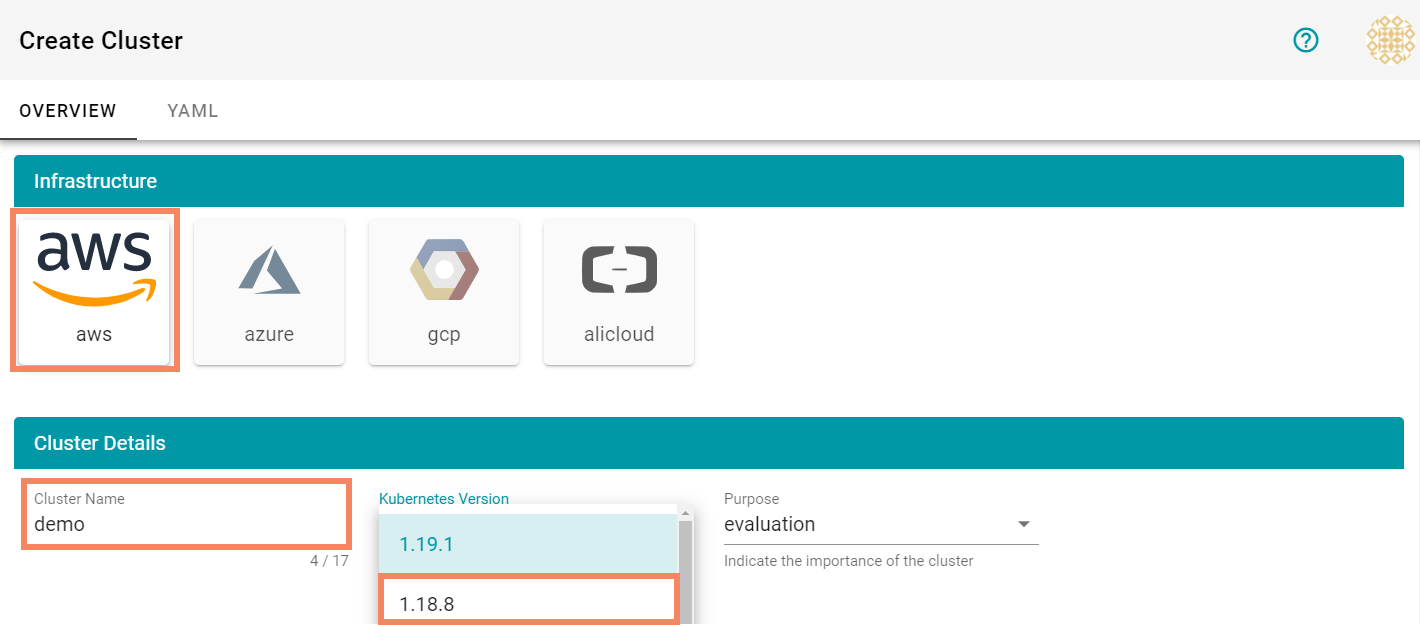 Create Cluster
?
OVERVIEW YAML
Infrastructure
aws
aws azure gcp alicloud
Cluster Details
Cluster Name Kubernetes Version Purpose
demo evaluation
1.19.1
4 / 17 Indicate the importance of the cluster
1.18.8